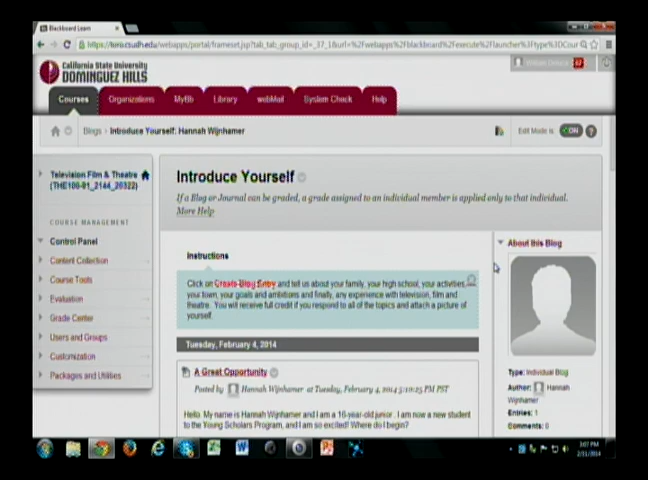 Blackboard Learn
https://toro.csudh.edu/webapps/portal/frameset.jsp?tab_tab_group_id=_37_1&url=%2Fwebapps%2Fblackboard%2Fexecute%2Flauncher%3Ftype%3DCour
California State University
DOMINGUEZ HILLS
67
Courses Organizations MyBb Library webMail System Check Help
Blogs Introduce Yourself: Hannah Wijnhamer Edit Mode is: ON ?
Television Film & Theatre
(THE100-01_2144_20322)
COURSE MANAGEMENT
Control Panel
Content Collection
Course Tools
Evaluation
Grade Center
Users and Groups
Customization
Packages and Utilities
Introduce Yourself
If a Blog or Journal can be graded, a grade assigned to an individual member is applied only to that individual.
More Help
Instructions
Click on Create Blog Entry and tell us about your family, your high school, your activities,
your town, your goals and ambitions and finally, any experience with television, film and
theatre. You will receive full credit if you respond to all of the topics and attach a picture of
yourself.
Tuesday, February 4, 2014
A Great Opportunity
Posted by Hannah Wijnhamer at Tuesday, February 4, 2014 5:10:25 PM PST
Hello. My name is Hannah Wijnhamer and I am a 16-year-old junior. I am now a new student
to the Young Scholars Program, and I am so excited! Where do I begin?
About this Blog
Type: Individual Blog
Author: Hannah
Wijnhamer
Entries: 1
Comments: 0
3:07 PM
2/11/2014